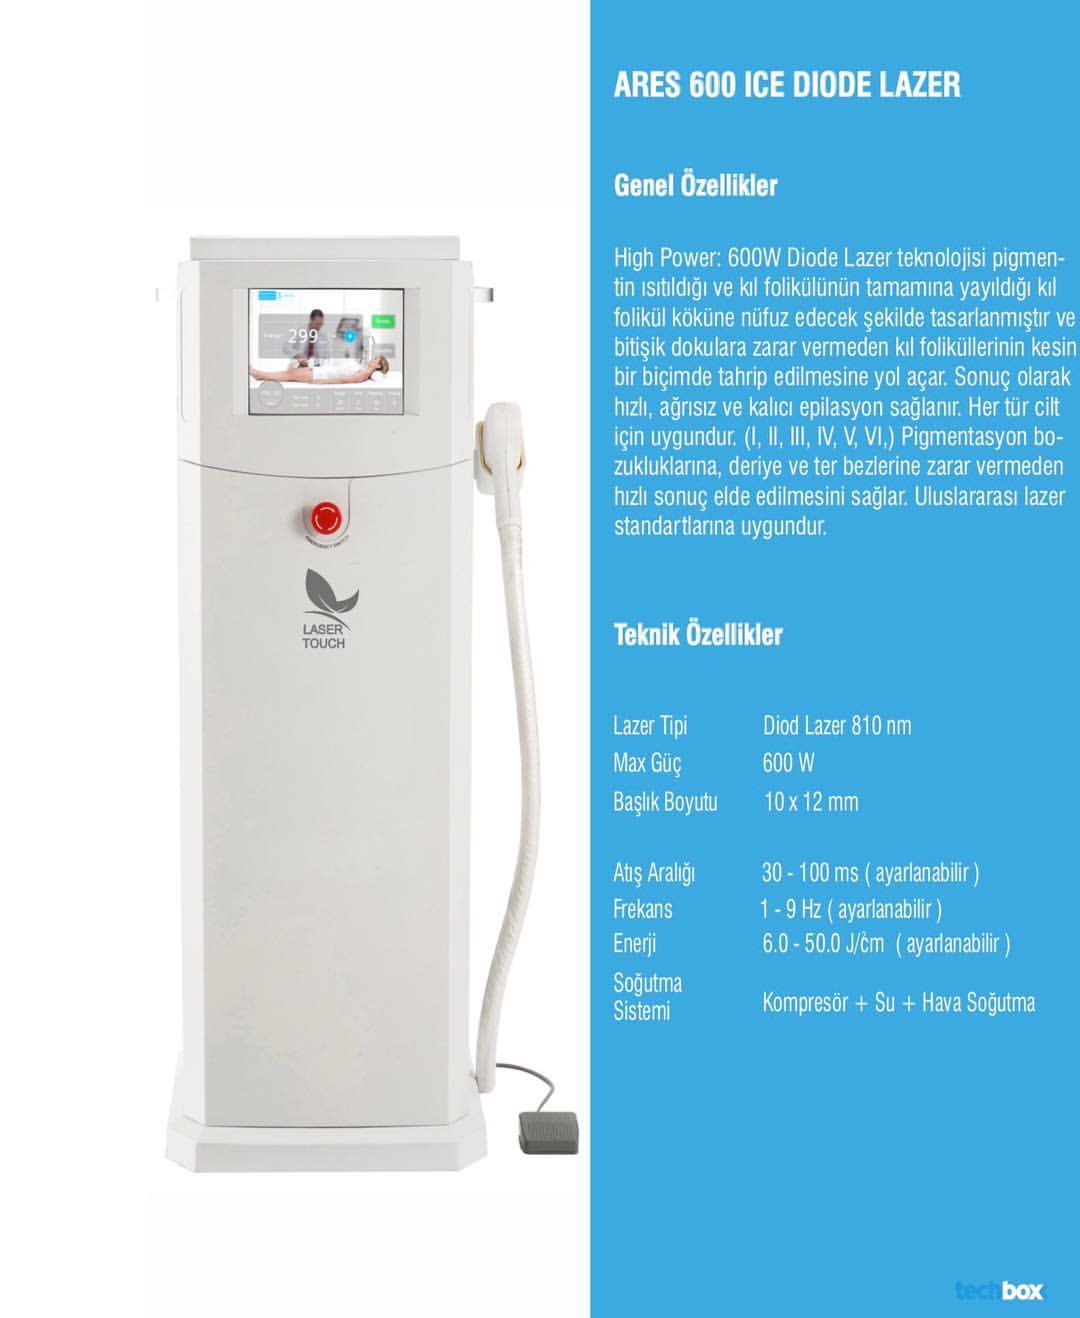 ARES 600 ICE DIODE LAZER
Genel Özellikler
High Power: 600W Diode Lazer teknolojisi pigmen-
tin ısıtıldığı ve kıl folikülünün tamamına yayıldığı kıl
folikül köküne nüfuz edecek şekilde tasarlanmıştır ve
bitişik dokulara zarar vermeden kıl foliküllerinin kesin
bir biçimde tahrip edilmesine yol açar. Sonuç olarak
hızlı, ağrısız ve kalıcı epilasyon sağlanır. Her tür cilt
için uygundur. (I, II, III, IV, V, VI,) Pigmentasyon bo-
zukluklarına, deriye ve ter bezlerine zarar vermeden
hızlı sonuç elde edilmesini sağlar. Uluslararası lazer
standartlarına uygundur.
Teknik Özellikler
Lazer Tipi Diod Lazer 810 nm
Max Güç 600 W
Başlık Boyutu 10 x 12 mm
Atış Aralığı 30 - 100 ms ( ayarlanabilir )
Frekans 1 - 9 Hz ( ayarlanabilir )
Enerji 6.0 - 50.0 J/cm² ( ayarlanabilir )
Soğutma
Sistemi Kompresör + Su + Hava Soğutma
299
EMERGENCY SWITCH
LASER
TOUCH
techbox